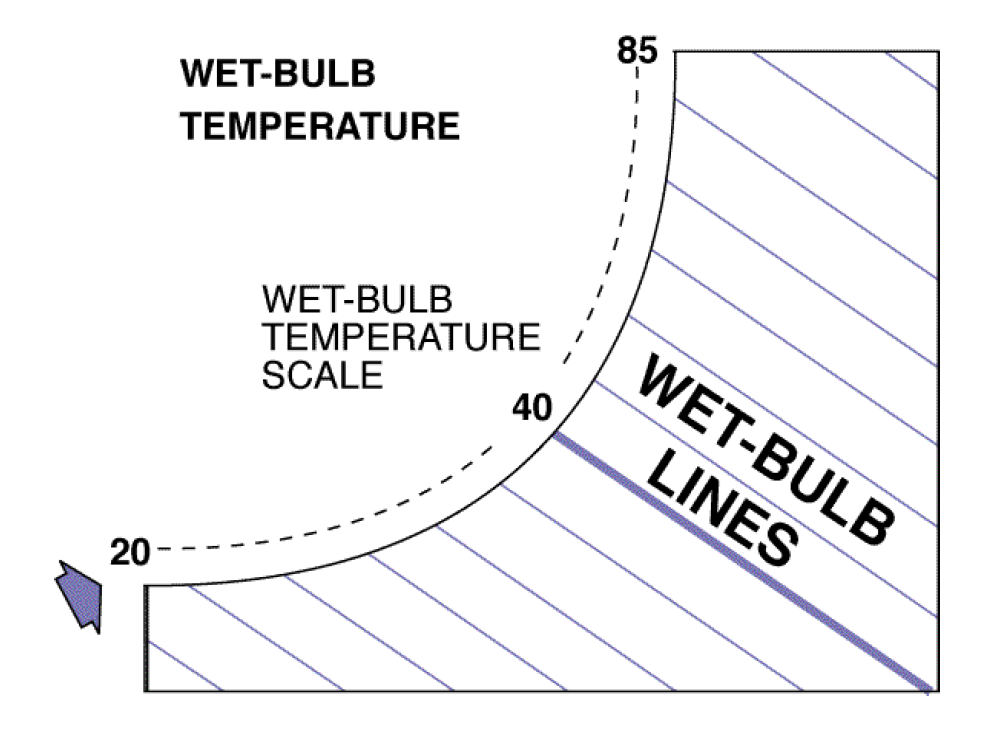 WET-BULB
TEMPERATURE
85
WET-BULB
TEMPERATURE
SCALE
40
20
WET-BULB
LINES